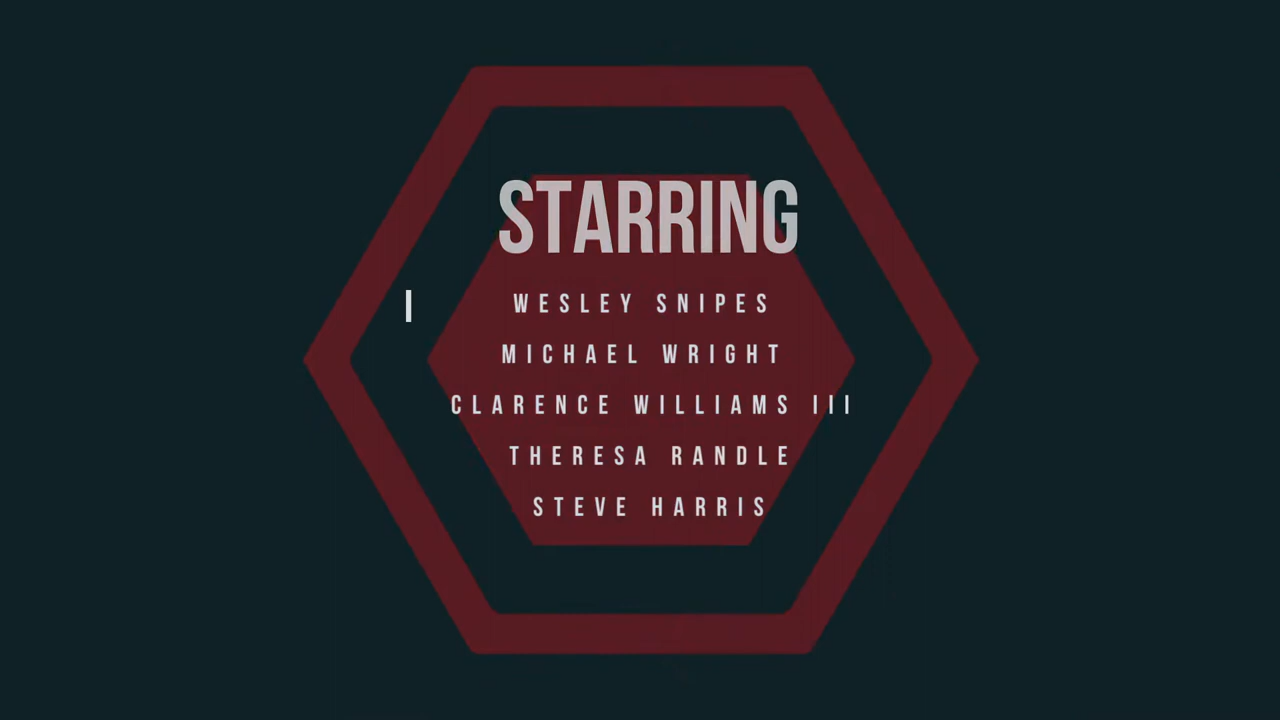 STARRING
WESLEY SNIPES
MICHAEL WRIGHT
CLARENCE WILLIAMS III
THERESA RANDLE
STEVE HARRIS